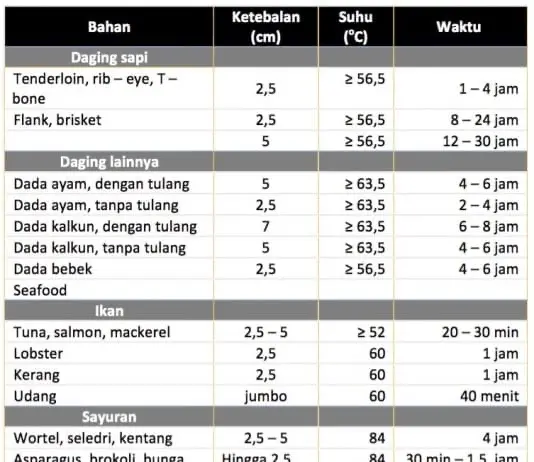 Bahan Ketebalan (cm) Suhu (°C) Waktu
Daging sapi
Tenderloin, rib – eye, T – bone 2,5 ≥ 56,5 1 – 4 jam
Flank, brisket 2,5 ≥ 56,5 8 – 24 jam
5 ≥ 56,5 12 – 30 jam
Daging lainnya
Dada ayam, dengan tulang 5 ≥ 63,5 4 – 6 jam
Dada ayam, tanpa tulang 2,5 ≥ 63,5 2 – 4 jam
Dada kalkun, dengan tulang 7 ≥ 63,5 6 – 8 jam
Dada kalkun, tanpa tulang 5 ≥ 63,5 4 – 6 jam
Dada bebek 2,5 ≥ 56,5 4 – 6 jam
Seafood
Ikan
Tuna, salmon, mackerel 2,5 – 5 ≥ 52 20 – 30 min
Lobster 2,5 60 1 jam
Kerang 2,5 60 1 jam
Udang jumbo 60 40 menit
Sayuran
Wortel, seledri, kentang 2,5 – 5 84 4 jam
Asparagus, brokoli, bunga Hingga 2,5 84 30 min – 1,5 jam